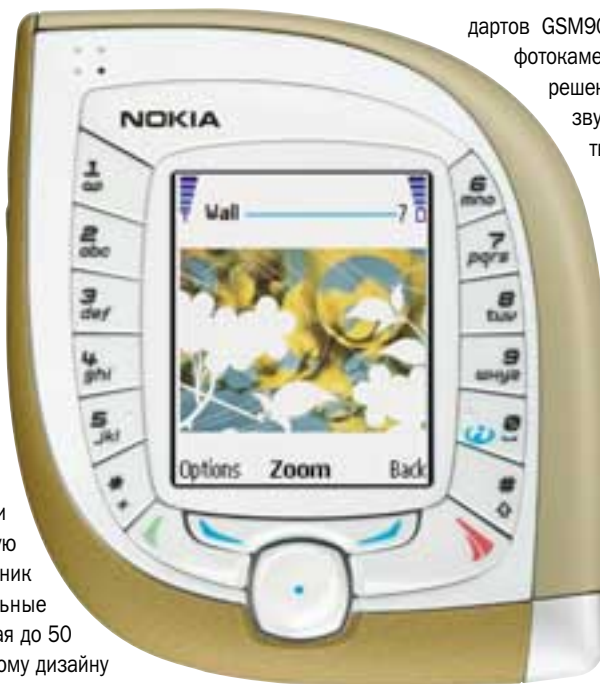 дартов GSM90
фотокаме
решен
зву
NOKIA
1
2 abc
3 def
4 ghi
5 jkl
* +
6 mno
7 pqrs
8 tuv
9 wxyz
0
#
Wall 7
Options Zoom Back
и
ую
ник
ьные
ая до 50
ому дизайну